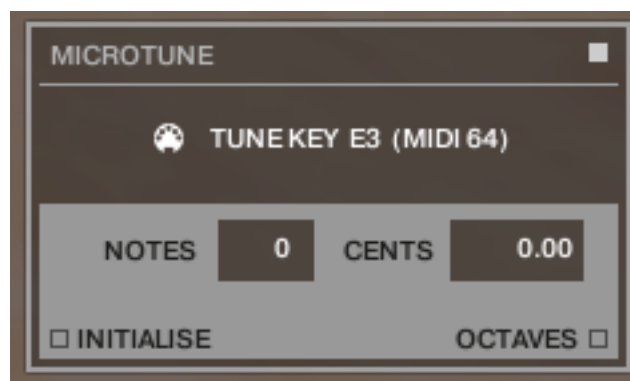 MICROTUNE
TUNE KEY E3 (MIDI 64)
NOTES 0 CENTS 0.00
INITIALISE OCTAVES